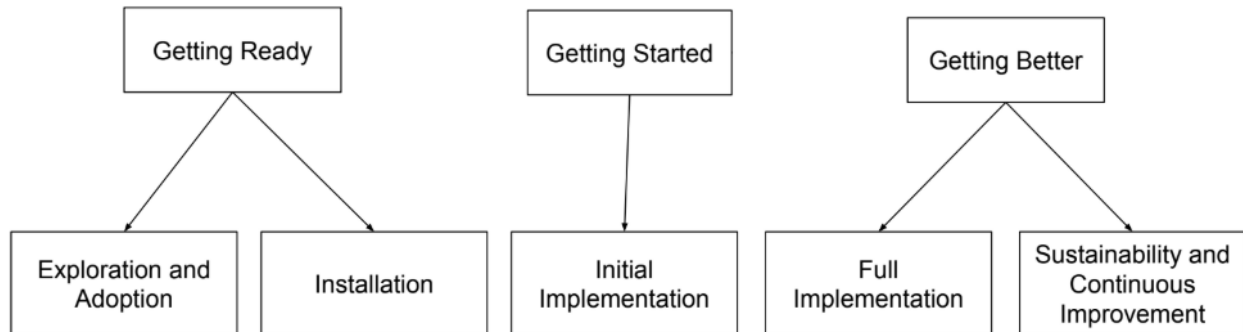 Getting Ready
Getting Started
Getting Better
Exploration and
Adoption
Installation
Initial
Implementation
Full
Implementation
Sustainability and
Continuous
Improvement